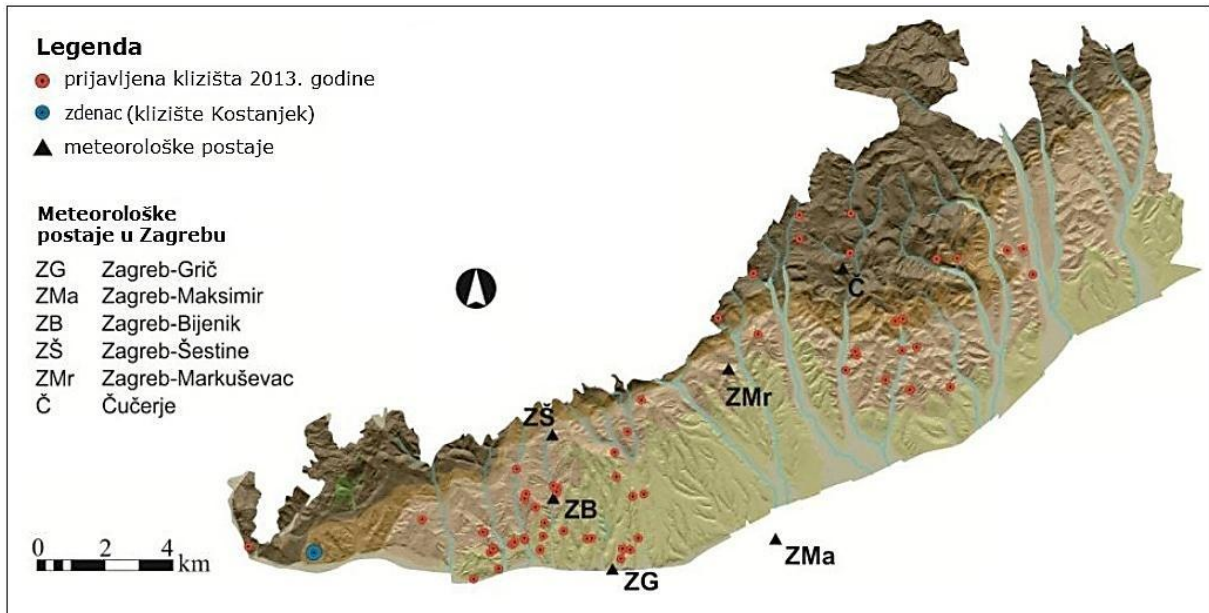 Legenda
prijavljena klizišta 2013. godine
zdenac (klizište Kostanjek)
meteorološke postaje
Meteorološke
postaje u Zagrebu
ZG Zagreb-Grič
ZMa Zagreb-Maksimir
ZB Zagreb-Bijenik
ZŠ Zagreb-Šestine
ZMr Zagreb-Markuševac
Č Čučerje
Č
ZMr
ZŠ
ZB
ZMa
ZG
0 2 4
km